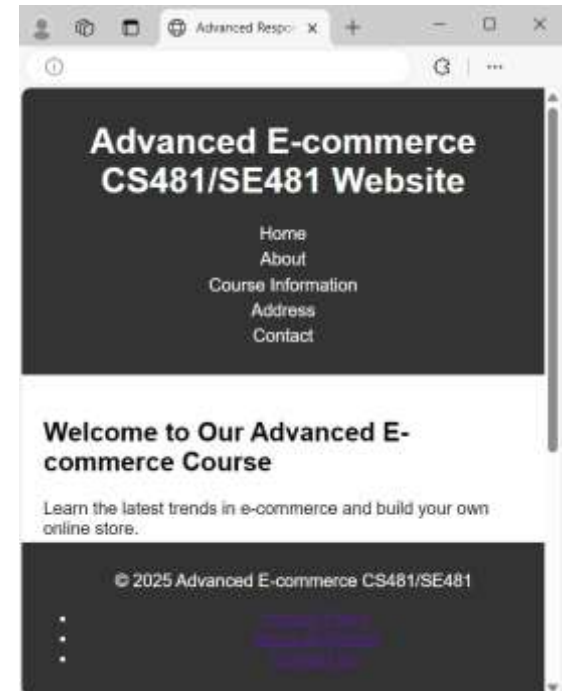 Advanced Respo
Advanced E-commerce
CS481/SE481 Website
Home
About
Course Information
Address
Contact
Welcome to Our Advanced E-
commerce Course
Learn the latest trends in e-commerce and build your own
online store.
© 2025 Advanced E-commerce CS481/SE481